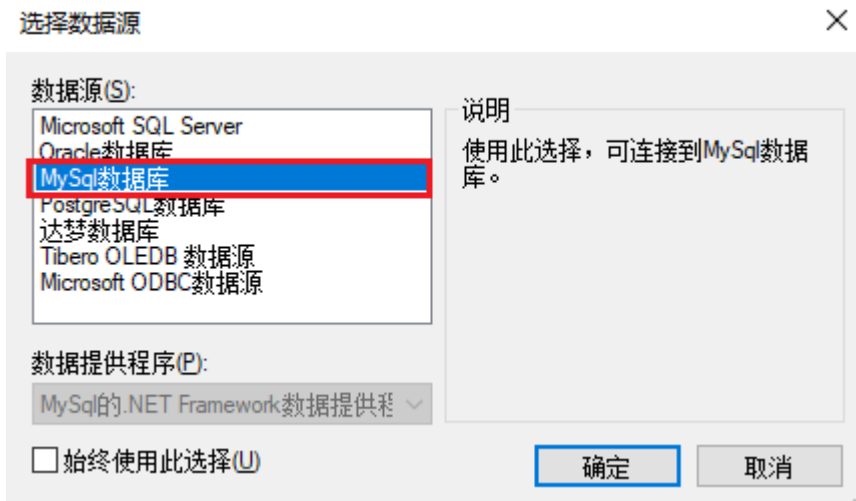 选择数据源
数据源(S):
Microsoft SQL Server
Oracle数据库
MySql数据库
PostgreSQL数据库
达梦数据库
Tibero OLEDB 数据源
Microsoft ODBC数据源
说明
使用此选择，可连接到MySql数据
库。
数据提供程序(P):
MySql的.NET Framework数据提供程
始终使用此选择(U)
确定
取消